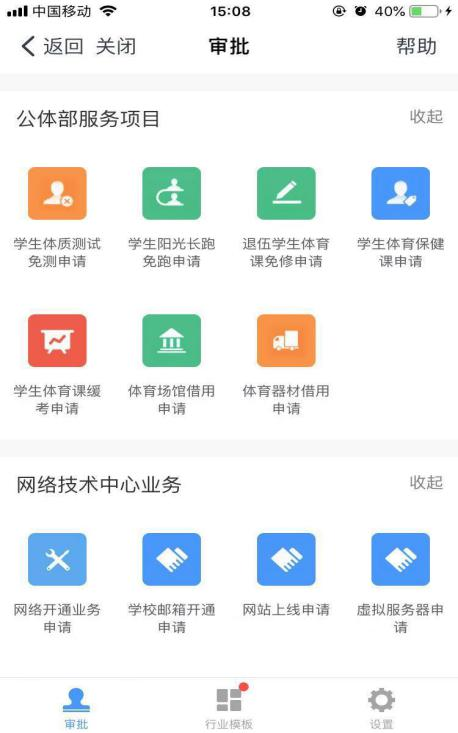 中国移动 15:08 40%
返回 关闭 审批 帮助
公体部服务项目 收起
学生体质测试 学生阳光长跑 退伍学生体育 学生体育保健
免测申请 免跑申请 课免修申请 课申请
学生体育课缓 体育场馆借用 体育器材借用
考申请 申请 申请
网络技术中心业务 收起
网络开通业务 学校邮箱开通 网站上线申请 虚拟服务器申
申请 申请 请
审批 行业模板 设置